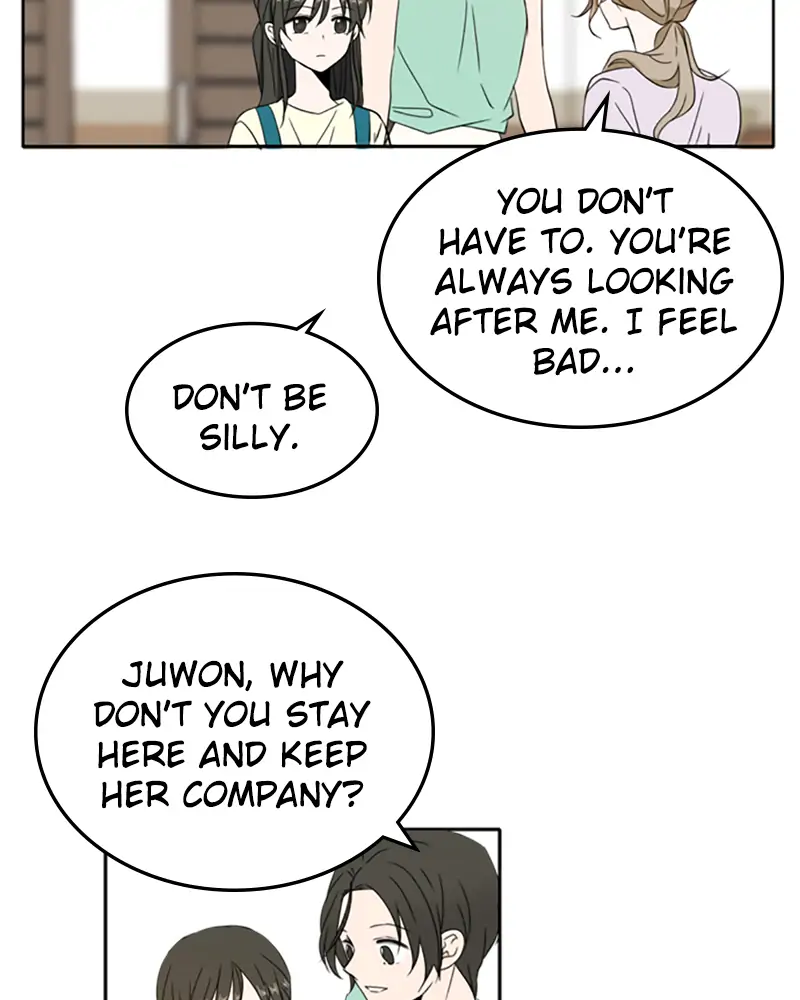 YOU DON'T
HAVE TO. YOU'RE
ALWAYS LOOKING
AFTER ME. I FEEL
BAD...
DON'T BE
SILLY.
JUWON, WHY
DON'T YOU STAY
HERE AND KEEP
HER COMPANY?